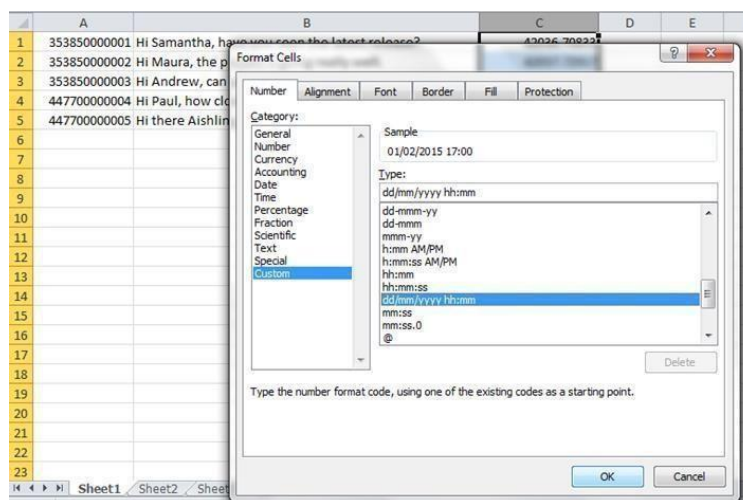 A B C D E
1 353850000001 Hi Samantha, have you seen the latest release? 42036.70833
2 353850000002 Hi Maura, the p
3 353850000003 Hi Andrew, can
4 447700000004 Hi Paul, how clo
5 447700000005 Hi there Aishlin
6
7
8
9
10
11
12
13
14
15
16
17
18
19
20
21
22
23
Sheet1 Sheet2 Sheet
Format Cells
Number Alignment Font Border Fill Protection
Category:
General
Number
Currency
Accounting
Date
Time
Percentage
Fraction
Scientific
Text
Special
Custom
Sample
01/02/2015 17:00
Type:
dd/mm/yyyy hh:mm
dd-mmm-yy
dd-mmm
mmm-yy
h:mm AM/PM
h:mm:ss AM/PM
hh:mm
hh:mm:ss
dd/mm/yyyy hh:mm
mm:ss
mm:ss.0
@
Delete
Type the number format code, using one of the existing codes as a starting point.
OK Cancel